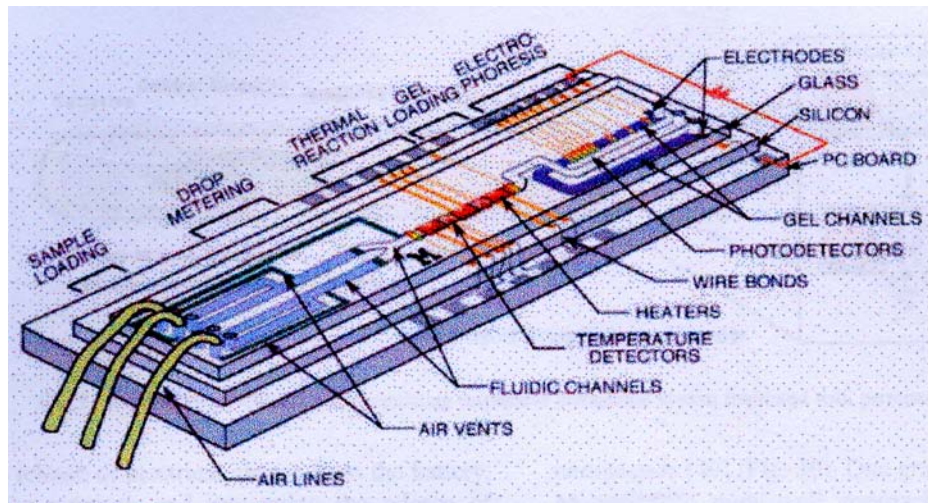 SAMPLE
LOADING
DROP
METERING
THERMAL
REACTION
GEL
LOADING
ELECTRO-
PHORESIS
ELECTRODES
GLASS
SILICON
PC BOARD
GEL CHANNELS
PHOTODETECTORS
WIRE BONDS
HEATERS
TEMPERATURE
DETECTORS
FLUIDIC CHANNELS
AIR VENTS
AIR LINES